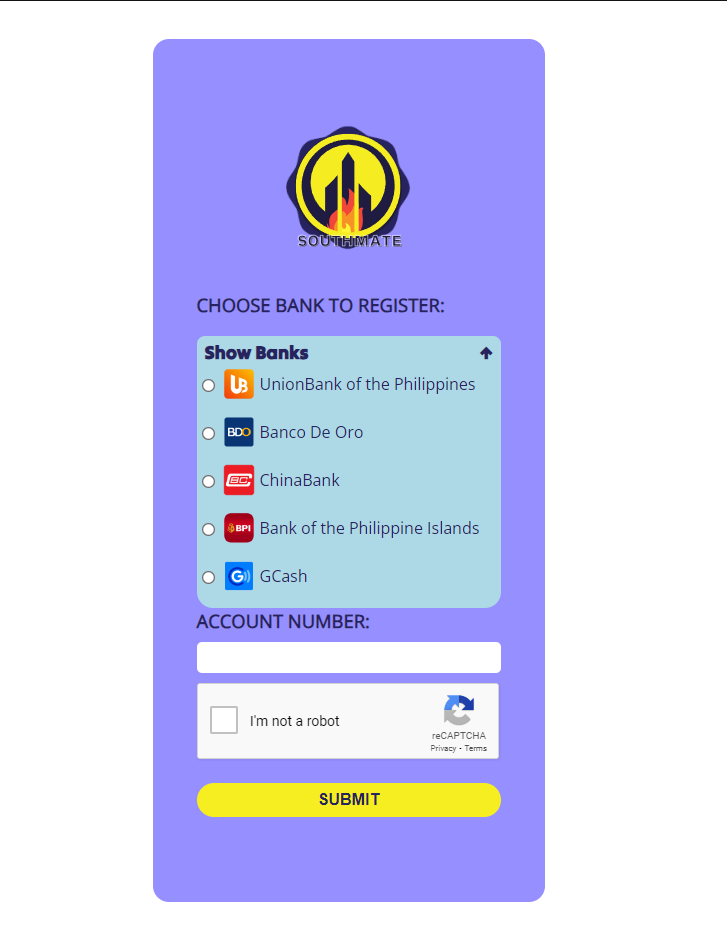 SOUTHMATE
CHOOSE BANK TO REGISTER:
Show Banks
UB UnionBank of the Philippines
BDO Banco De Oro
CBC ChinaBank
BPI Bank of the Philippine Islands
G GCash
ACCOUNT NUMBER:
I'm not a robot
reCAPTCHA
Privacy - Terms
SUBMIT